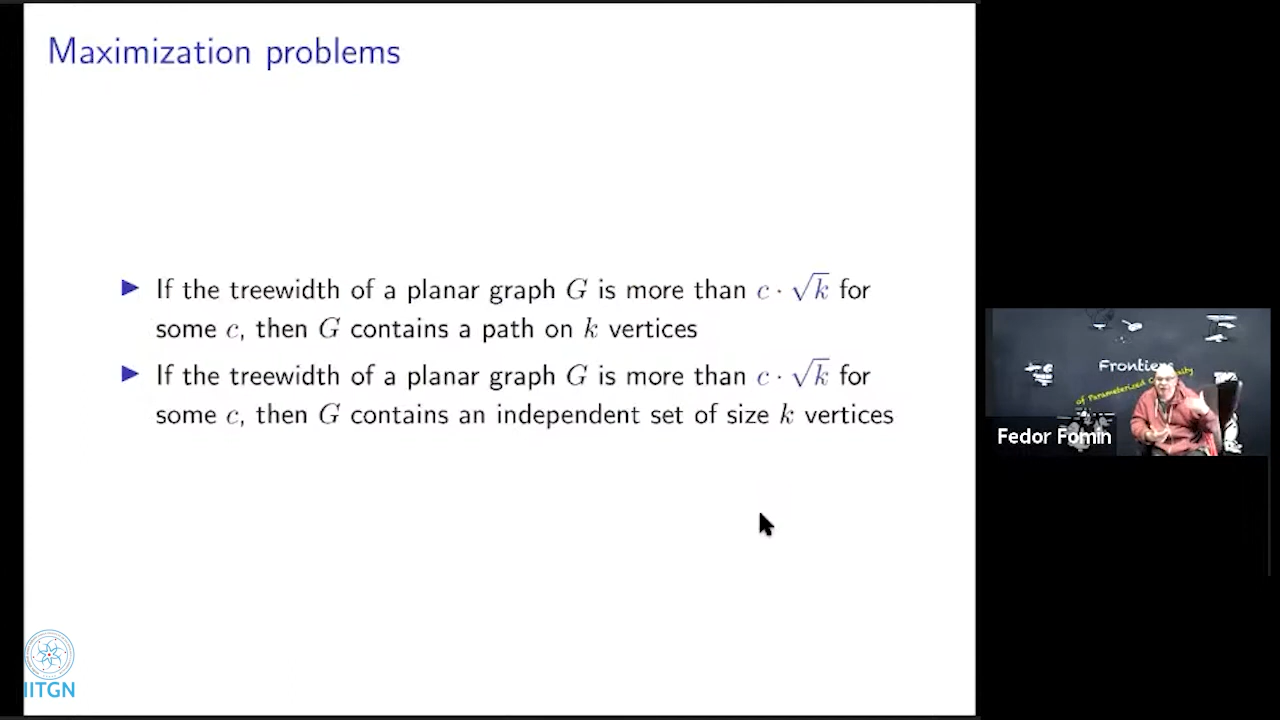 Maximization problems
▶ If the treewidth of a planar graph G is more than c · √k for
some c, then G contains a path on k vertices
▶ If the treewidth of a planar graph G is more than c · √k for
some c, then G contains an independent set of size k vertices
Frontiers
of Parameterized Complexity
Fedor Fomin
IITGN